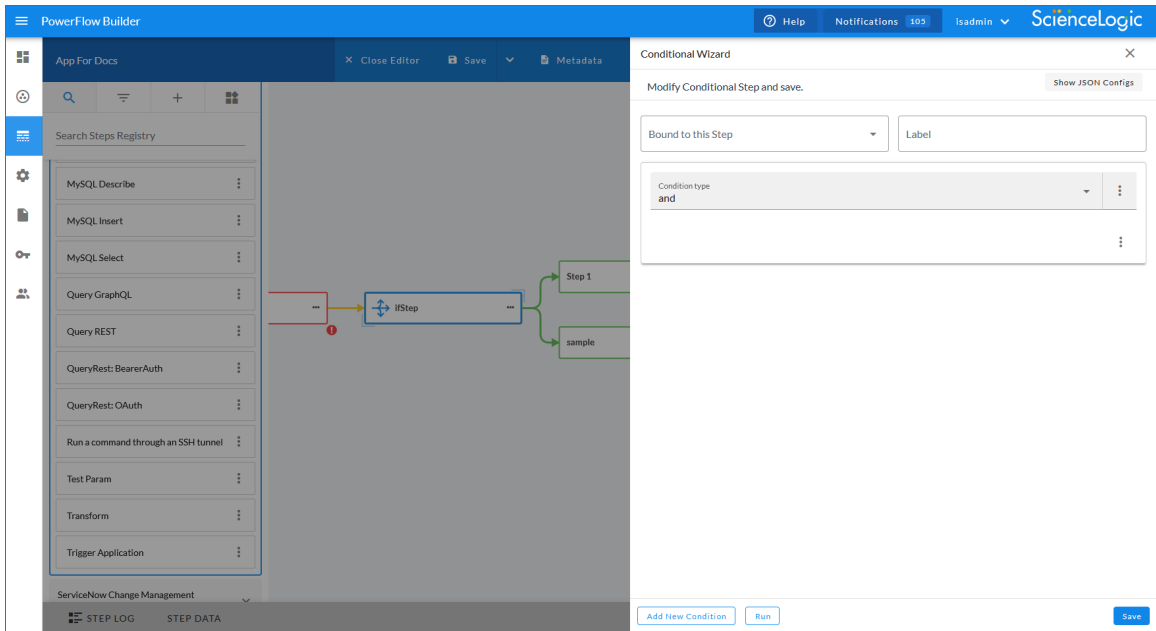 PowerFlow Builder
Help
Notifications 105
isadmin
ScienceLogic
App For Docs
Close Editor
Save
Metadata
Search Steps Registry
MySQL Describe
MySQL Insert
MySQL Select
Query GraphQL
Query REST
QueryRest: BearerAuth
QueryRest: OAuth
Run a command through an SSH tunnel
Test Param
Transform
Trigger Application
ServiceNow Change Management
STEP LOG
STEP DATA
ifStep
Step 1
sample
Conditional Wizard
Modify Conditional Step and save.
Show JSON Configs
Bound to this Step
Label
Condition type
and
Add New Condition
Run
Save